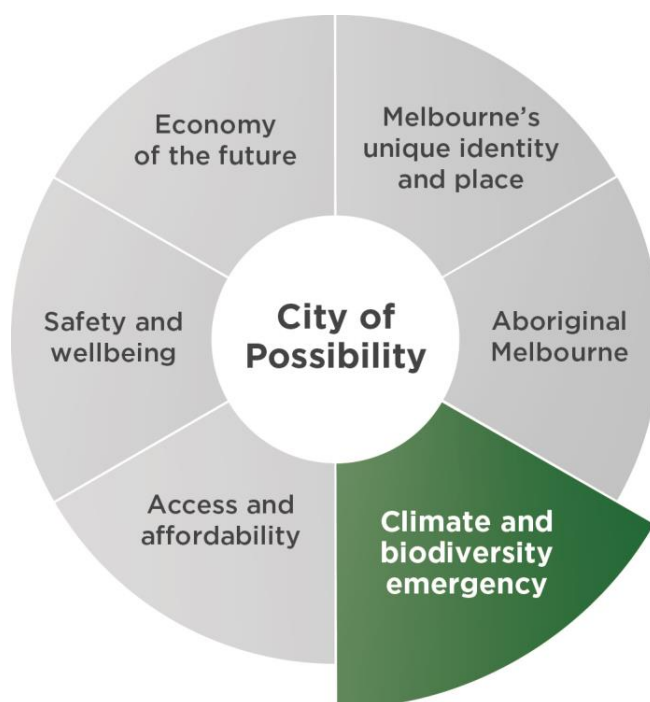 Economy
of the future
Melbourne's
unique identity
and place
Safety and
wellbeing
City of
Possibility
Aboriginal
Melbourne
Access and
affordability
Climate and
biodiversity
emergency